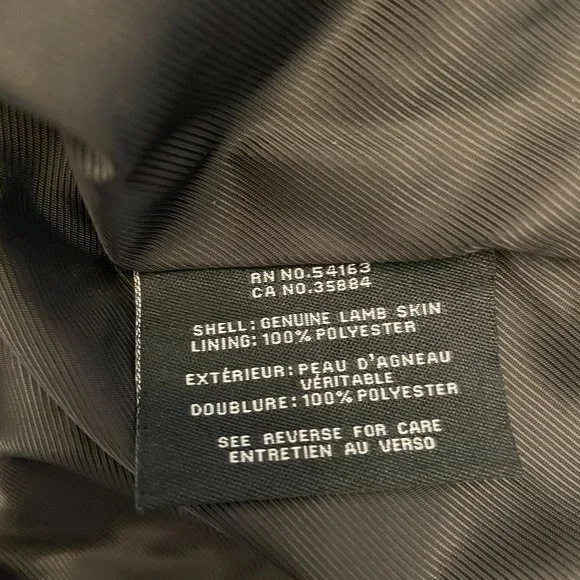 RN NO.54163
CA NO.35884
SHELL: GENUINE LAMB SKIN
LINING: 100% POLYESTER
EXTÉRIEUR: PEAU D'AGNEAU
VÉRITABLE
DOUBLURE: 100% POLYESTER
SEE REVERSE FOR CARE
ENTRETIEN AU VERSO